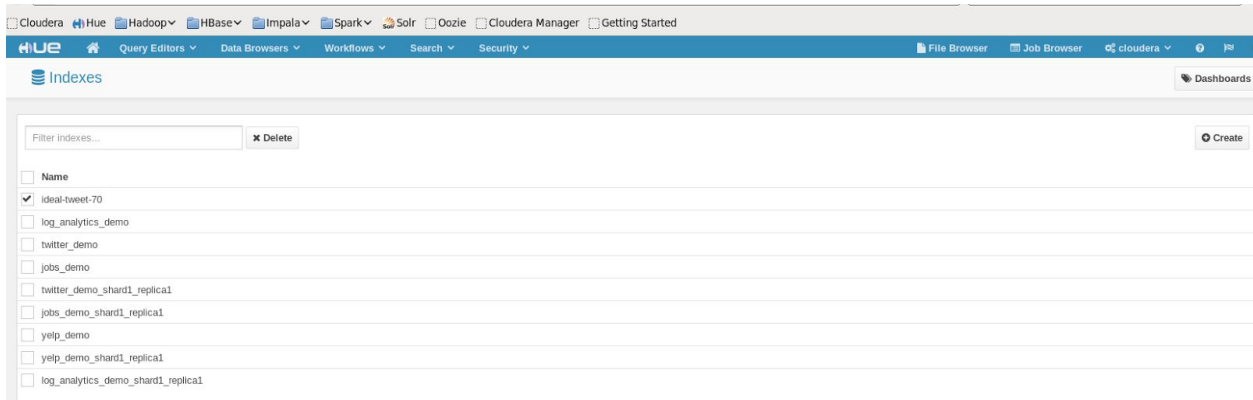 Cloudera Hue Hadoop HBase Impala Spark Solr Oozie Cloudera Manager Getting Started
HUE Query Editors Data Browsers Workflows Search Security File Browser Job Browser cloudera
Indexes Dashboards
Filter indexes... Delete Create
Name
ideal-tweet-70
log_analytics_demo
twitter_demo
jobs_demo
twitter_demo_shard1_replica1
jobs_demo_shard1_replica1
yelp_demo
yelp_demo_shard1_replica1
log_analytics_demo_shard1_replica1